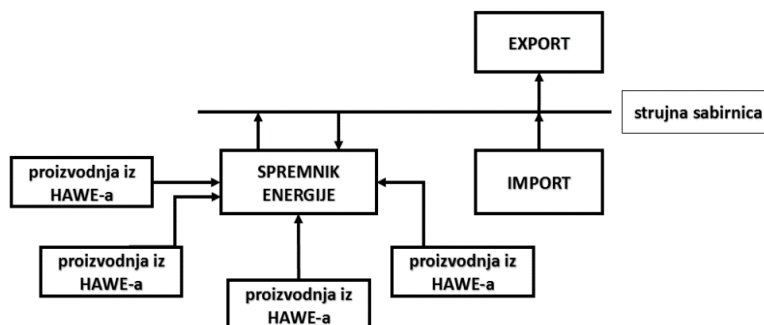 EXPORT
strujna sabirnica
SPREMNIK
ENERGIJE
IMPORT
proizvodnja iz
HAWE-a
proizvodnja iz
HAWE-a
proizvodnja iz
HAWE-a
proizvodnja iz
HAWE-a